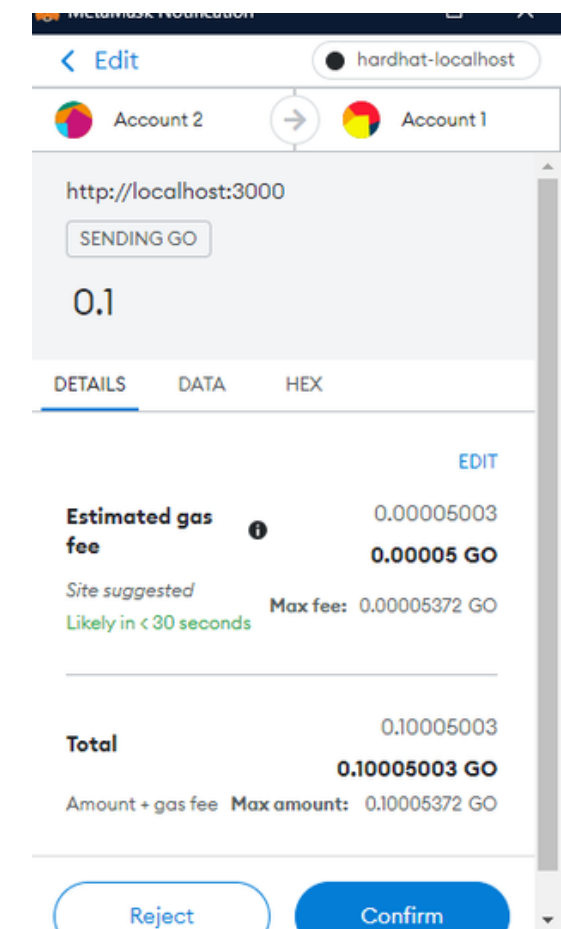 MetaMask Notification
Edit
hardhat-localhost
Account 2
Account 1
http://localhost:3000
SENDING GO
0.1
DETAILS DATA HEX
EDIT
Estimated gas fee
0.00005003
0.00005 GO
Site suggested
Likely in < 30 seconds
Max fee: 0.00005372 GO
Total
0.10005003
0.10005003 GO
Amount + gas fee Max amount: 0.10005372 GO
Reject
Confirm